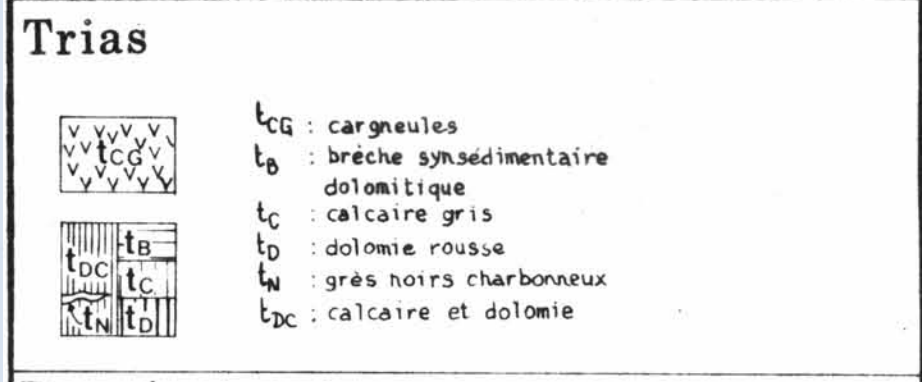 Trias
tCG
tCG : cargneules
tB : brèche synsédimentaire
dolomitique
tC : calcaire gris
tD : dolomie rousse
tN : grès noirs charbonneux
tDC : calcaire et dolomie
tDC
tB
tC
tN
tD